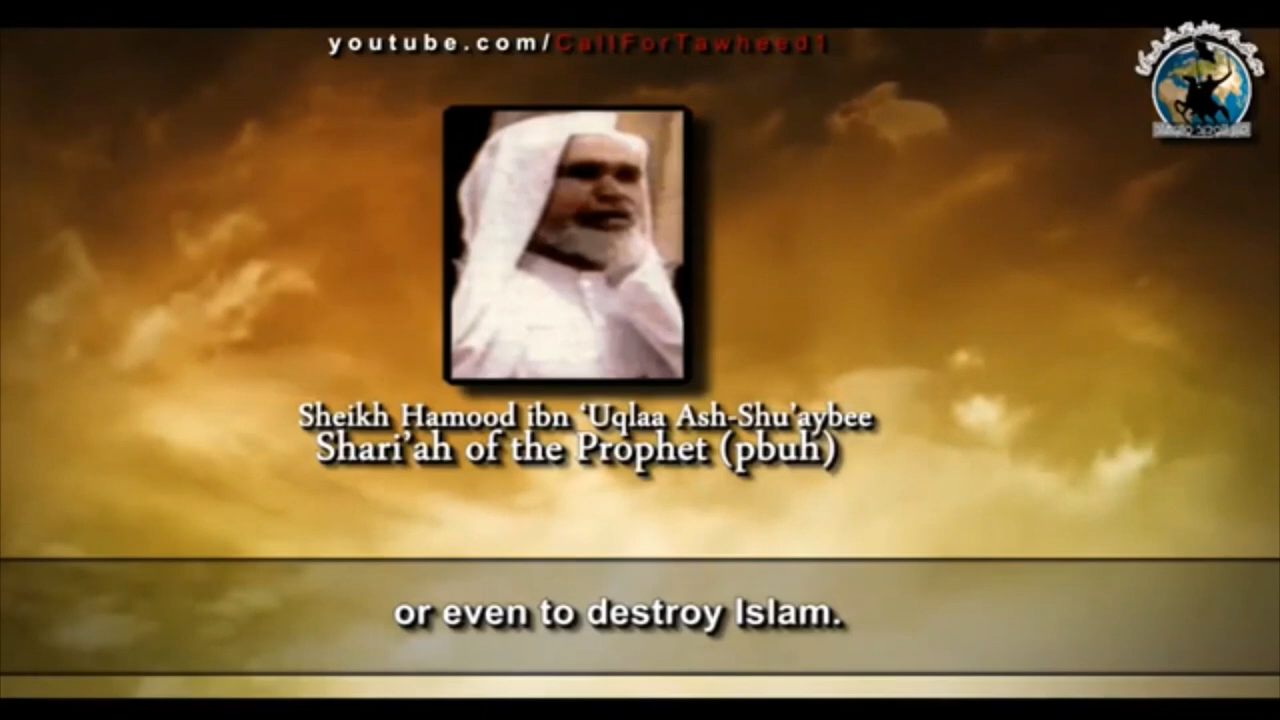 youtube.com/CallForTawheed1
Sheikh Hamood ibn ‘Uqlaa Ash-Shu’aybee
Shari’ah of the Prophet (pbuh)
or even to destroy Islam.